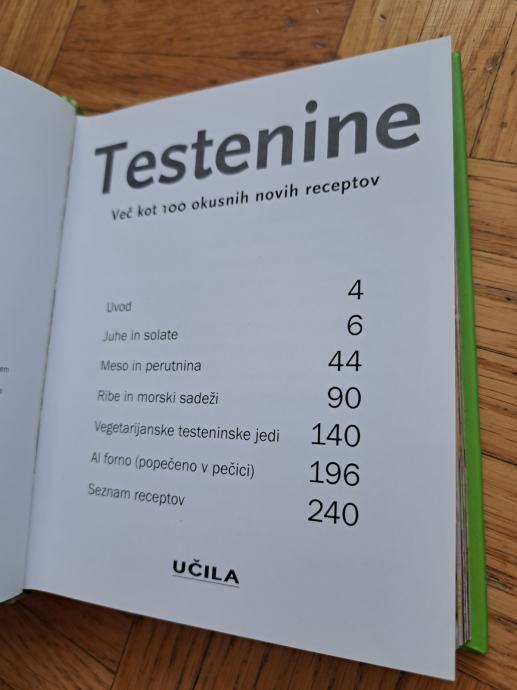 Testenine
Več kot 100 okusnih novih receptov
Uvod 4
Juhe in solate 6
Meso in perutnina 44
Ribe in morski sadeži 90
Vegetarijanske testeninske jedi 140
Al forno (popečeno v pečici) 196
Seznam receptov 240
UČILA